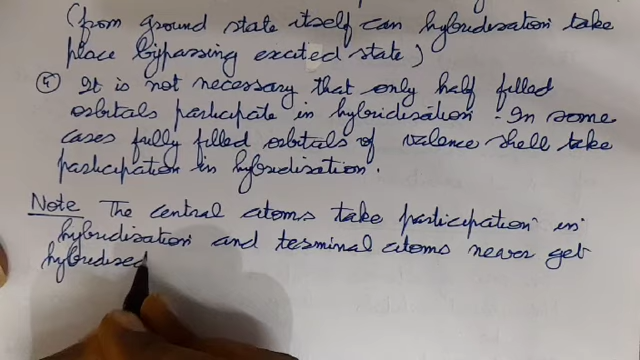 (from ground state itself can hybridisation take
place bypassing excited state)
④ It is not necessary that only half filled
orbitals participate in hybridisation. In some
cases fully filled orbitals of valence shell take
participation in hybridisation.
Note The central atoms take participation in
hybridisation and terminal atoms never get
hybridised